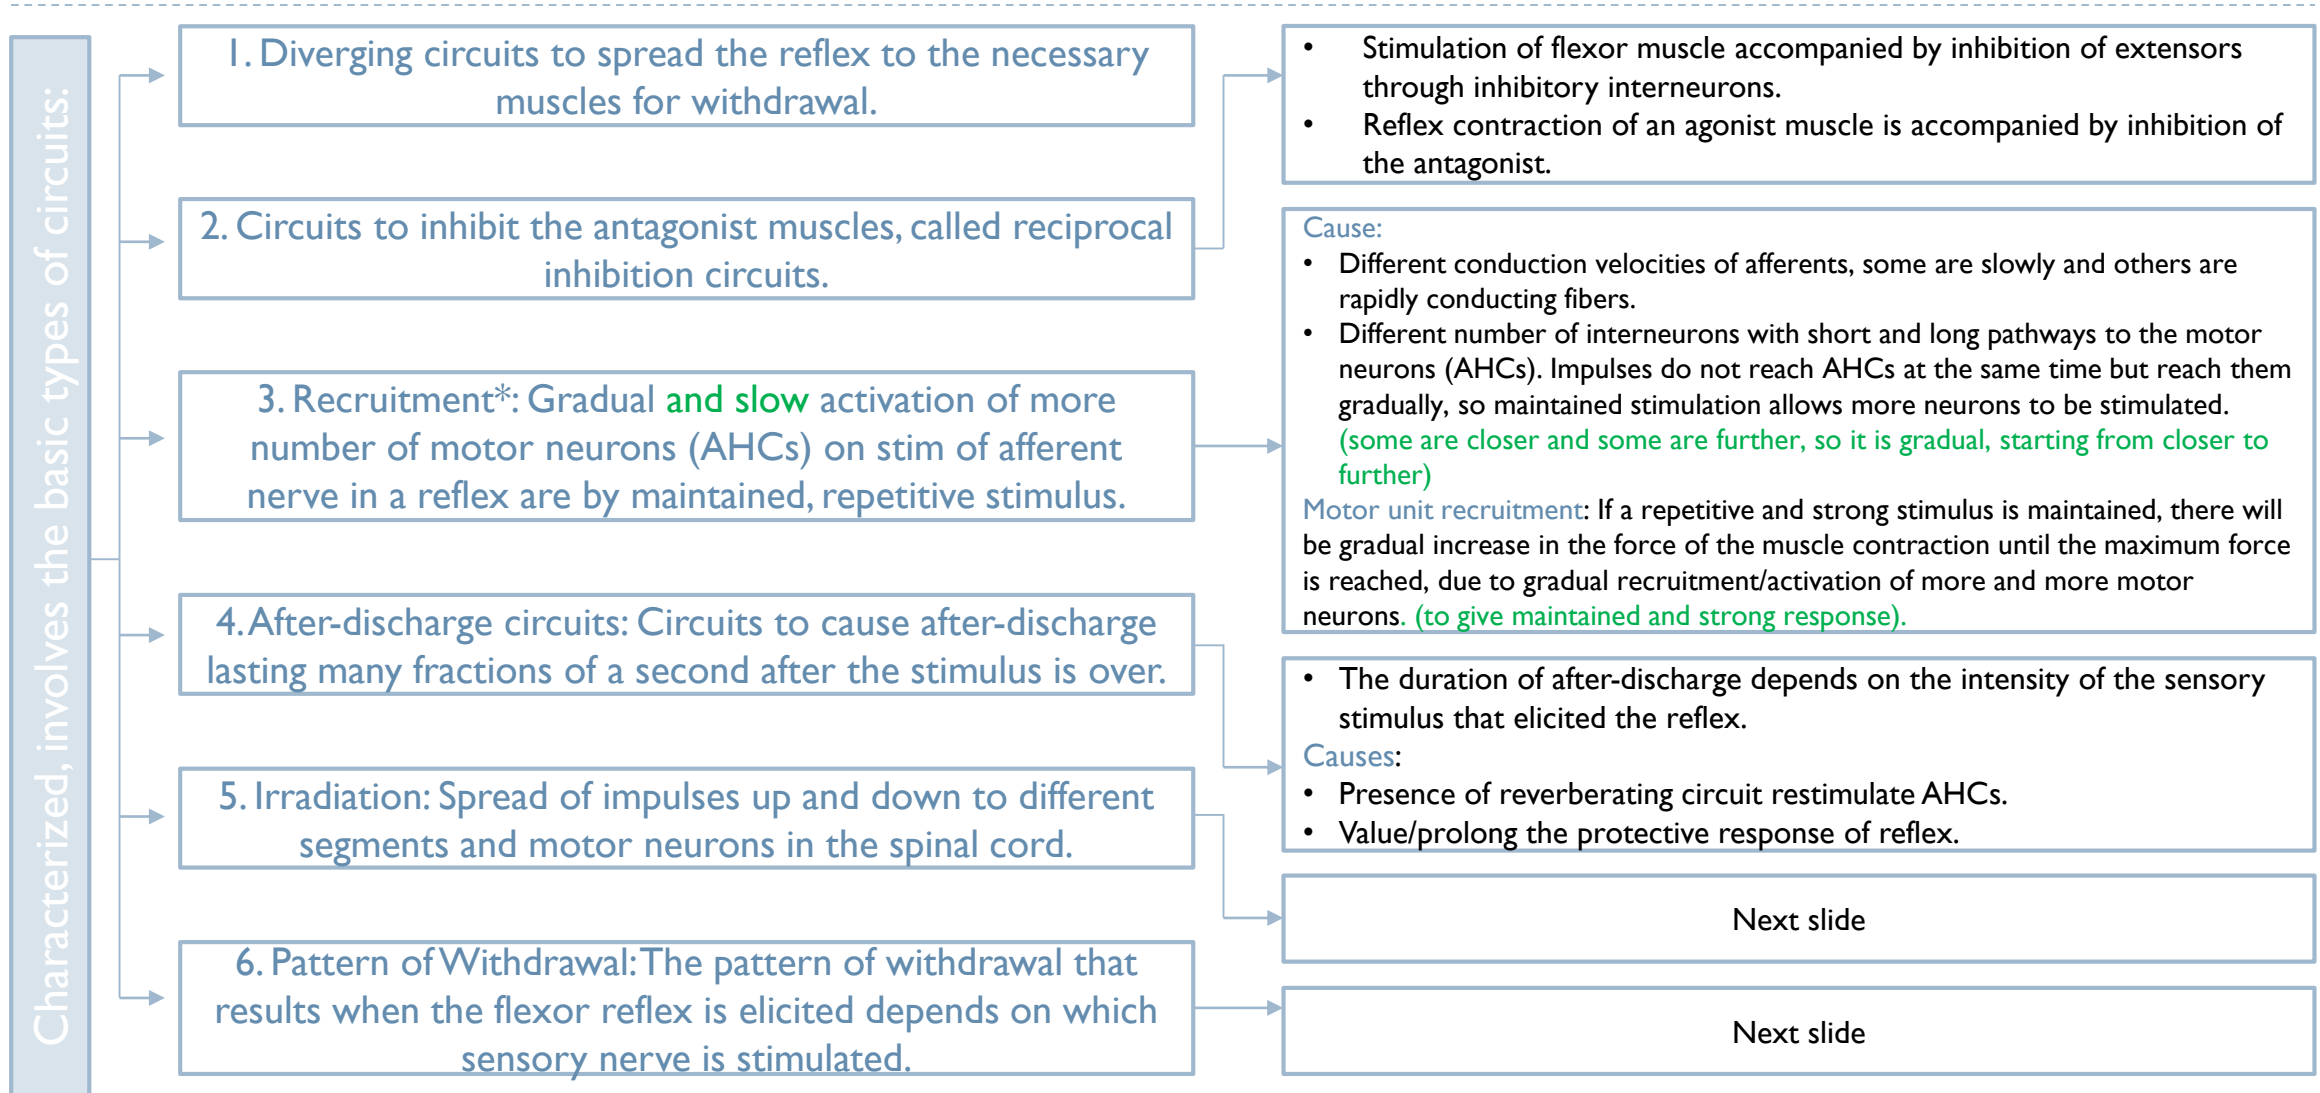 Characterized, involves the basic types of circuits:
1. Diverging circuits to spread the reflex to the necessary
muscles for withdrawal.
2. Circuits to inhibit the antagonist muscles, called reciprocal
inhibition circuits.
3. Recruitment*: Gradual and slow activation of more
number of motor neurons (AHCs) on stim of afferent
nerve in a reflex are by maintained, repetitive stimulus.
4. After-discharge circuits: Circuits to cause after-discharge
lasting many fractions of a second after the stimulus is over.
5. Irradiation: Spread of impulses up and down to different
segments and motor neurons in the spinal cord.
6. Pattern of Withdrawal: The pattern of withdrawal that
results when the flexor reflex is elicited depends on which
sensory nerve is stimulated.
• Stimulation of flexor muscle accompanied by inhibition of extensors
through inhibitory interneurons.
• Reflex contraction of an agonist muscle is accompanied by inhibition of
the antagonist.
Cause:
• Different conduction velocities of afferents, some are slowly and others are
rapidly conducting fibers.
• Different number of interneurons with short and long pathways to the motor
neurons (AHCs). Impulses do not reach AHCs at the same time but reach them
gradually, so maintained stimulation allows more neurons to be stimulated.
(some are closer and some are further, so it is gradual, starting from closer to
further)
Motor unit recruitment: If a repetitive and strong stimulus is maintained, there will
be gradual increase in the force of the muscle contraction until the maximum force
is reached, due to gradual recruitment/activation of more and more motor
neurons. (to give maintained and strong response).
• The duration of after-discharge depends on the intensity of the sensory
stimulus that elicited the reflex.
Causes:
• Presence of reverberating circuit restimulate AHCs.
• Value/prolong the protective response of reflex.
Next slide
Next slide